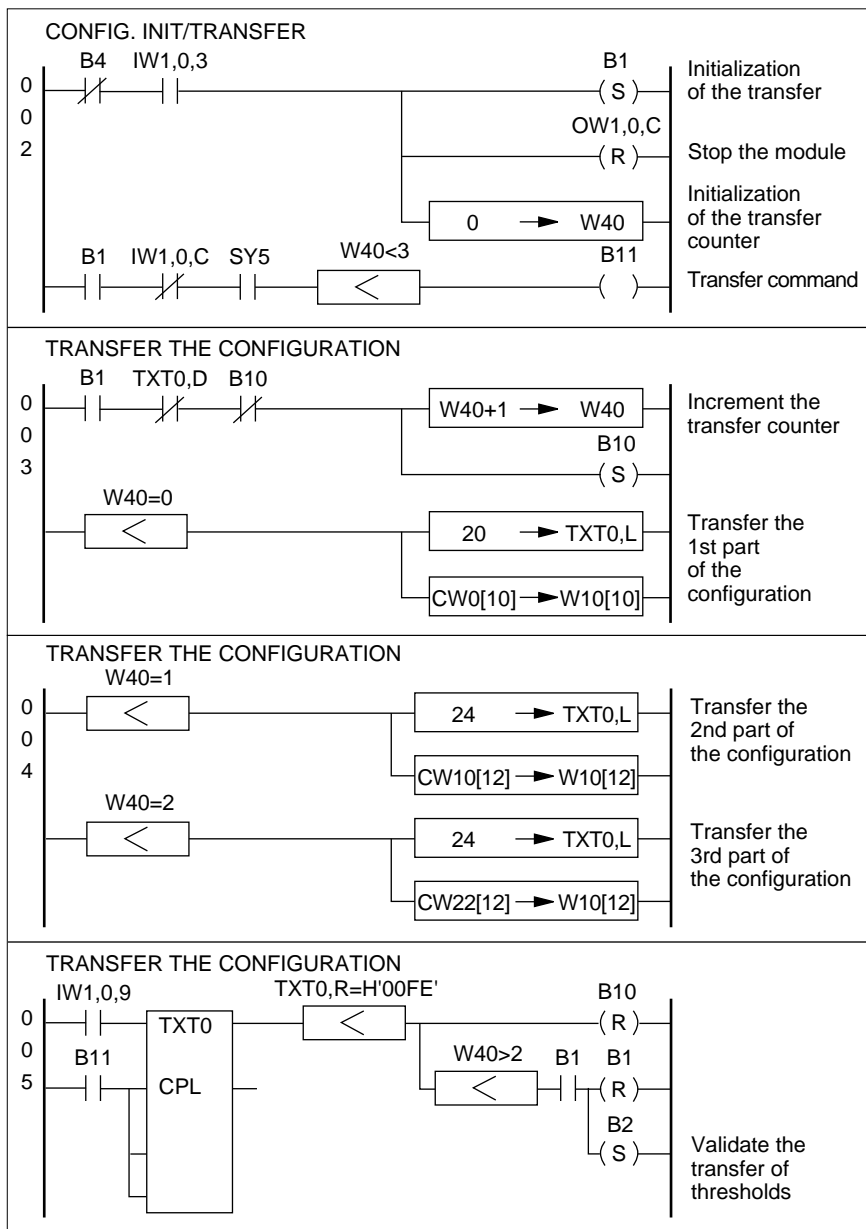 CONFIG. INIT/TRANSFER
B4 IW1,0,3 B1
0 ( S ) Initialization
of the transfer
0 OW1,0,C
2 ( R ) Stop the module
Initialization
0 W40 of the transfer
counter
B1 IW1,0,C SY5 W40<3 B11
< ( ) Transfer command
TRANSFER THE CONFIGURATION
B1 TXT0,D B10
0 W40+1 W40 Increment the
0 transfer counter
B10
3 ( S )
W40=0
< 20 TXT0,L Transfer the
1st part
of the
CW0[10] W10[10] configuration
TRANSFER THE CONFIGURATION
W40=1
0 < 24 TXT0,L Transfer the
0 2nd part of
the configuration
4 CW10[12] W10[12]
W40=2
< 24 TXT0,L Transfer the
3rd part of
the configuration
CW22[12] W10[12]
TRANSFER THE CONFIGURATION
IW1,0,9 TXT0,R=H'00FE' B10
0 TXT0 < ( R )
0 B11 W40>2 B1 B1
5 CPL < ( R )
B2
( S ) Validate the
transfer of
thresholds